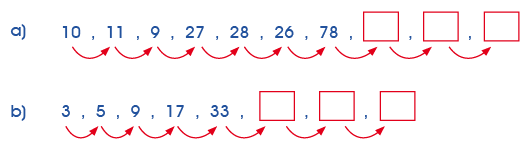 a) 10 , 11 , 9 , 27 , 28 , 26 , 78 , , ,
b) 3 , 5 , 9 , 17 , 33 , , ,